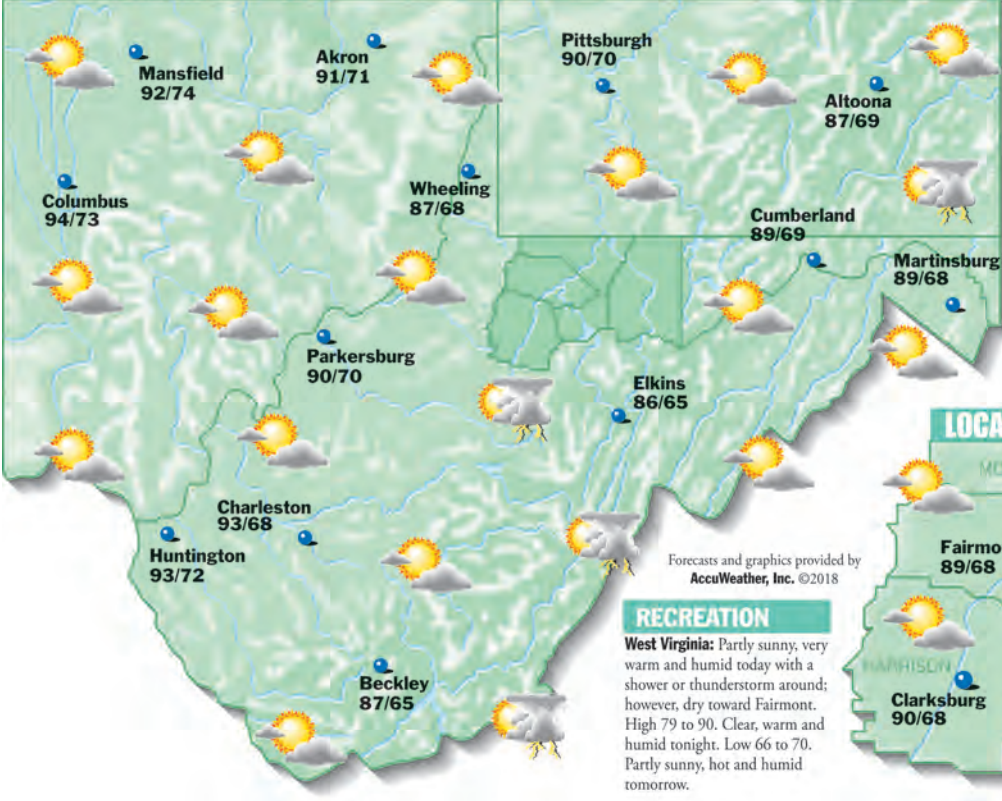 Mansfield
92/74
Akron
91/71
Pittsburgh
90/70
Altoona
87/69
Columbus
94/73
Wheeling
87/68
Cumberland
89/69
Martinsburg
89/68
Parkersburg
90/70
Elkins
86/65
Charleston
93/68
Huntington
93/72
Beckley
87/65
Forecasts and graphics provided by
AccuWeather, Inc. ©2018
RECREATION
West Virginia: Partly sunny, very
warm and humid today with a
shower or thunderstorm around;
however, dry toward Fairmont.
High 79 to 90. Clear, warm and
humid tonight. Low 66 to 70.
Partly sunny, hot and humid
tomorrow.
LOCA
MO
Fairmo
89/68
HARRISON
Clarksburg
90/68